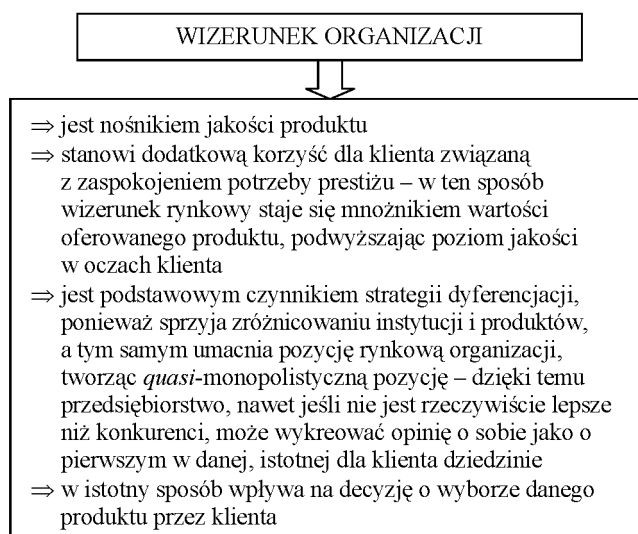 WIZERUNEK ORGANIZACJI
⇒ jest nośnikiem jakości produktu
⇒ stanowi dodatkową korzyść dla klienta związaną
z zaspokojeniem potrzeby prestiżu – w ten sposób
wizerunek rynkowy staje się mnożnikiem wartości
oferowanego produktu, podwyższając poziom jakości
w oczach klienta
⇒ jest podstawowym czynnikiem strategii dyferencjacji,
ponieważ sprzyja zróżnicowaniu instytucji i produktów,
a tym samym umacnia pozycję rynkową organizacji,
tworząc quasi-monopolistyczną pozycję – dzięki temu
przedsiębiorstwo, nawet jeśli nie jest rzeczywiście lepsze
niż konkurenci, może wykreować opinię o sobie jako o
pierwszym w danej, istotnej dla klienta dziedzinie
⇒ w istotny sposób wpływa na decyzję o wyborze danego
produktu przez klienta